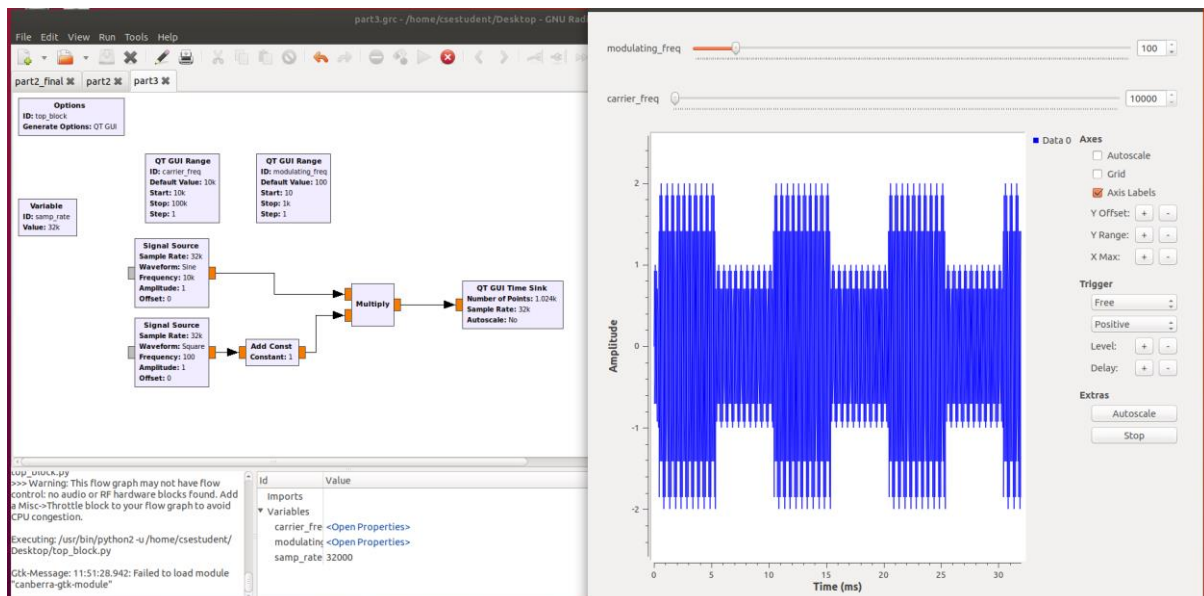 part3.grc - /home/csestudent/Desktop - GNU Radi
File Edit View Run Tools Help
part2_final part2 part3
Options
ID: top_block
Generate Options: QT GUI
Variable
ID: samp_rate
Value: 32k
QT GUI Range
ID: carrier_freq
Default Value: 10k
Start: 10k
Stop: 100k
Step: 1
QT GUI Range
ID: modulating_freq
Default Value: 100
Start: 10
Stop: 1k
Step: 1
Signal Source
Sample Rate: 32k
Waveform: Sine
Frequency: 10k
Amplitude: 1
Offset: 0
Signal Source
Sample Rate: 32k
Waveform: Square
Frequency: 100
Amplitude: 1
Offset: 0
Add Const
Constant: 1
Multiply
QT GUI Time Sink
Number of Points: 1.024k
Sample Rate: 32k
Autoscale: No
top_block.py
>>> Warning: This flow graph may not have flow
control: no audio or RF hardware blocks found. Add
a Misc->Throttle block to your flow graph to avoid
CPU congestion.
Executing: /usr/bin/python2 -u /home/csestudent/
Desktop/top_block.py
Gtk-Message: 11:51:28.942: Failed to load module
"canberra-gtk-module"
Id Value
Imports
Variables
carrier_fre <Open Properties>
modulating <Open Properties>
samp_rate 32000
modulating_freq 100
carrier_freq 10000
Data 0
Amplitude
2
1
0
-1
-2
0 5 10 15 20 25 30
Time (ms)
Axes
Autoscale
Grid
Axis Labels
Y Offset: + -
Y Range: + -
X Max: + -
Trigger
Free
Positive
Level: + -
Delay: + -
Extras
Autoscale
Stop